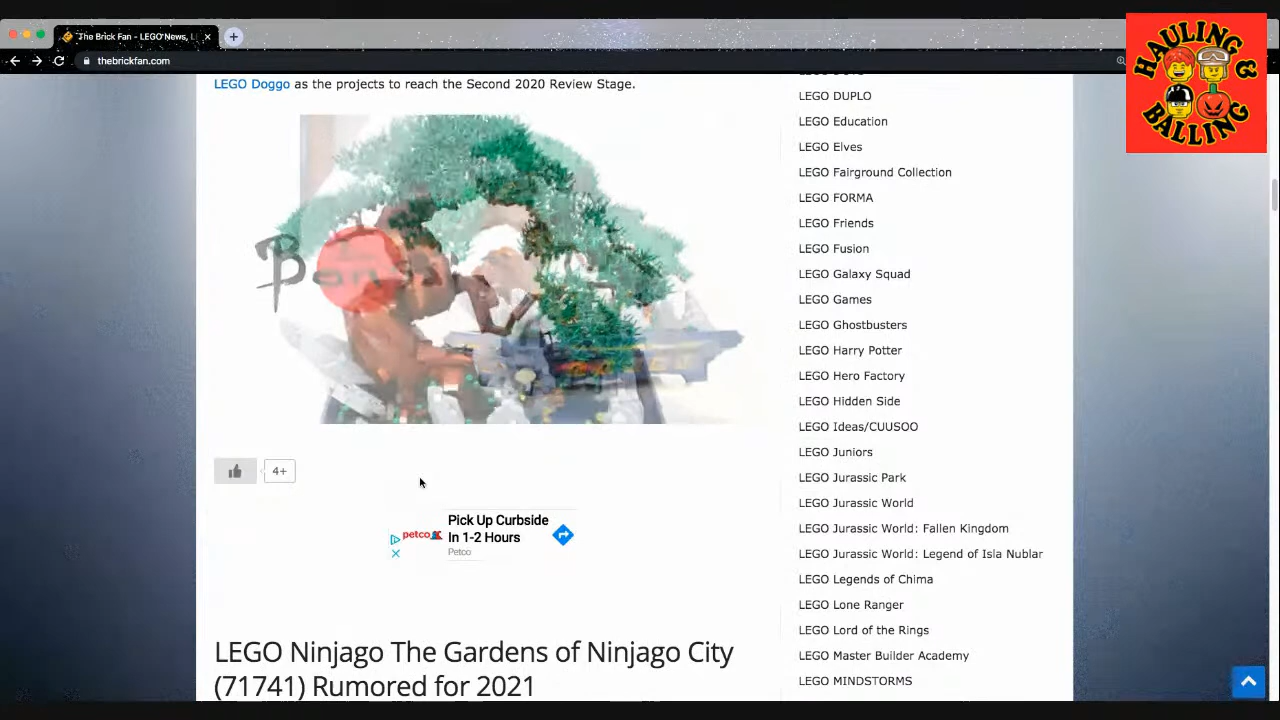 The Brick Fan - LEGO News, L
thebrickfan.com
HAULING
BALLING
LEGO Doggo as the projects to reach the Second 2020 Review Stage.
Bonsai
4+
petco
Pick Up Curbside
In 1-2 Hours
Petco
LEGO Ninjago The Gardens of Ninjago City
(71741) Rumored for 2021
LEGO DUPLO
LEGO Education
LEGO Elves
LEGO Fairground Collection
LEGO FORMA
LEGO Friends
LEGO Fusion
LEGO Galaxy Squad
LEGO Games
LEGO Ghostbusters
LEGO Harry Potter
LEGO Hero Factory
LEGO Hidden Side
LEGO Ideas/CUUSOO
LEGO Juniors
LEGO Jurassic Park
LEGO Jurassic World
LEGO Jurassic World: Fallen Kingdom
LEGO Jurassic World: Legend of Isla Nublar
LEGO Legends of Chima
LEGO Lone Ranger
LEGO Lord of the Rings
LEGO Master Builder Academy
LEGO MINDSTORMS